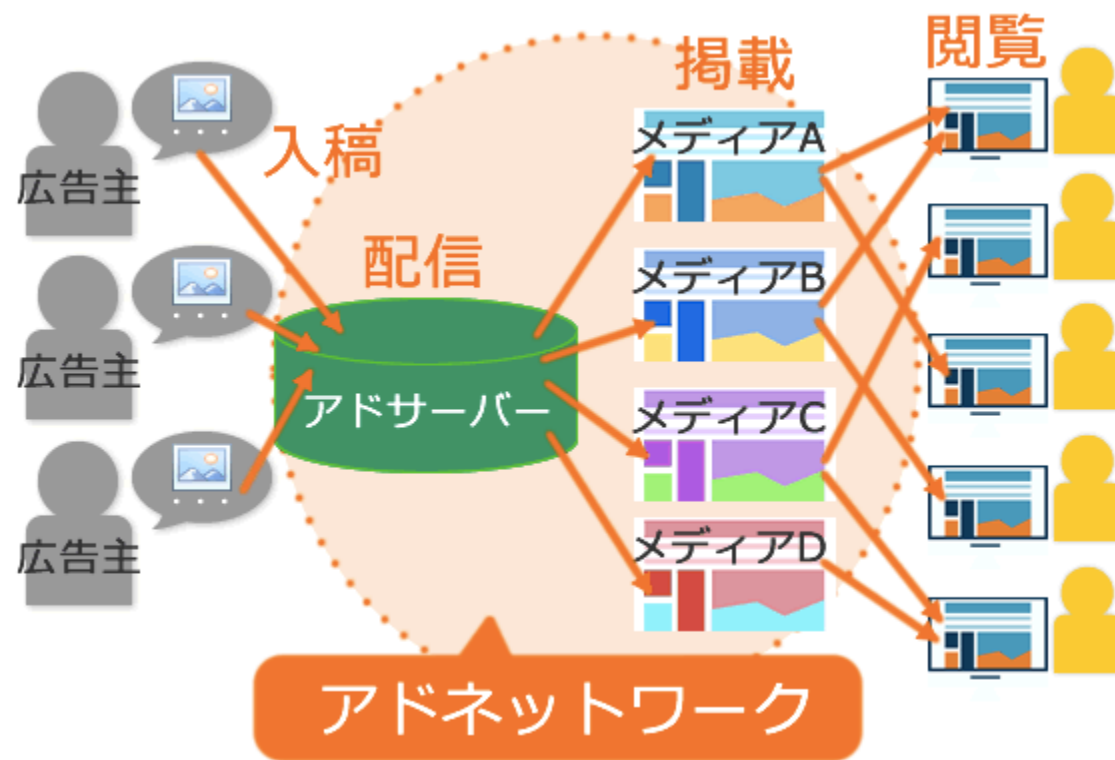 閲覧
掲載
入稿
メディアA
広告主
配信
メディアB
広告主
アドサーバー
メディアC
広告主
メディアD
アドネットワーク